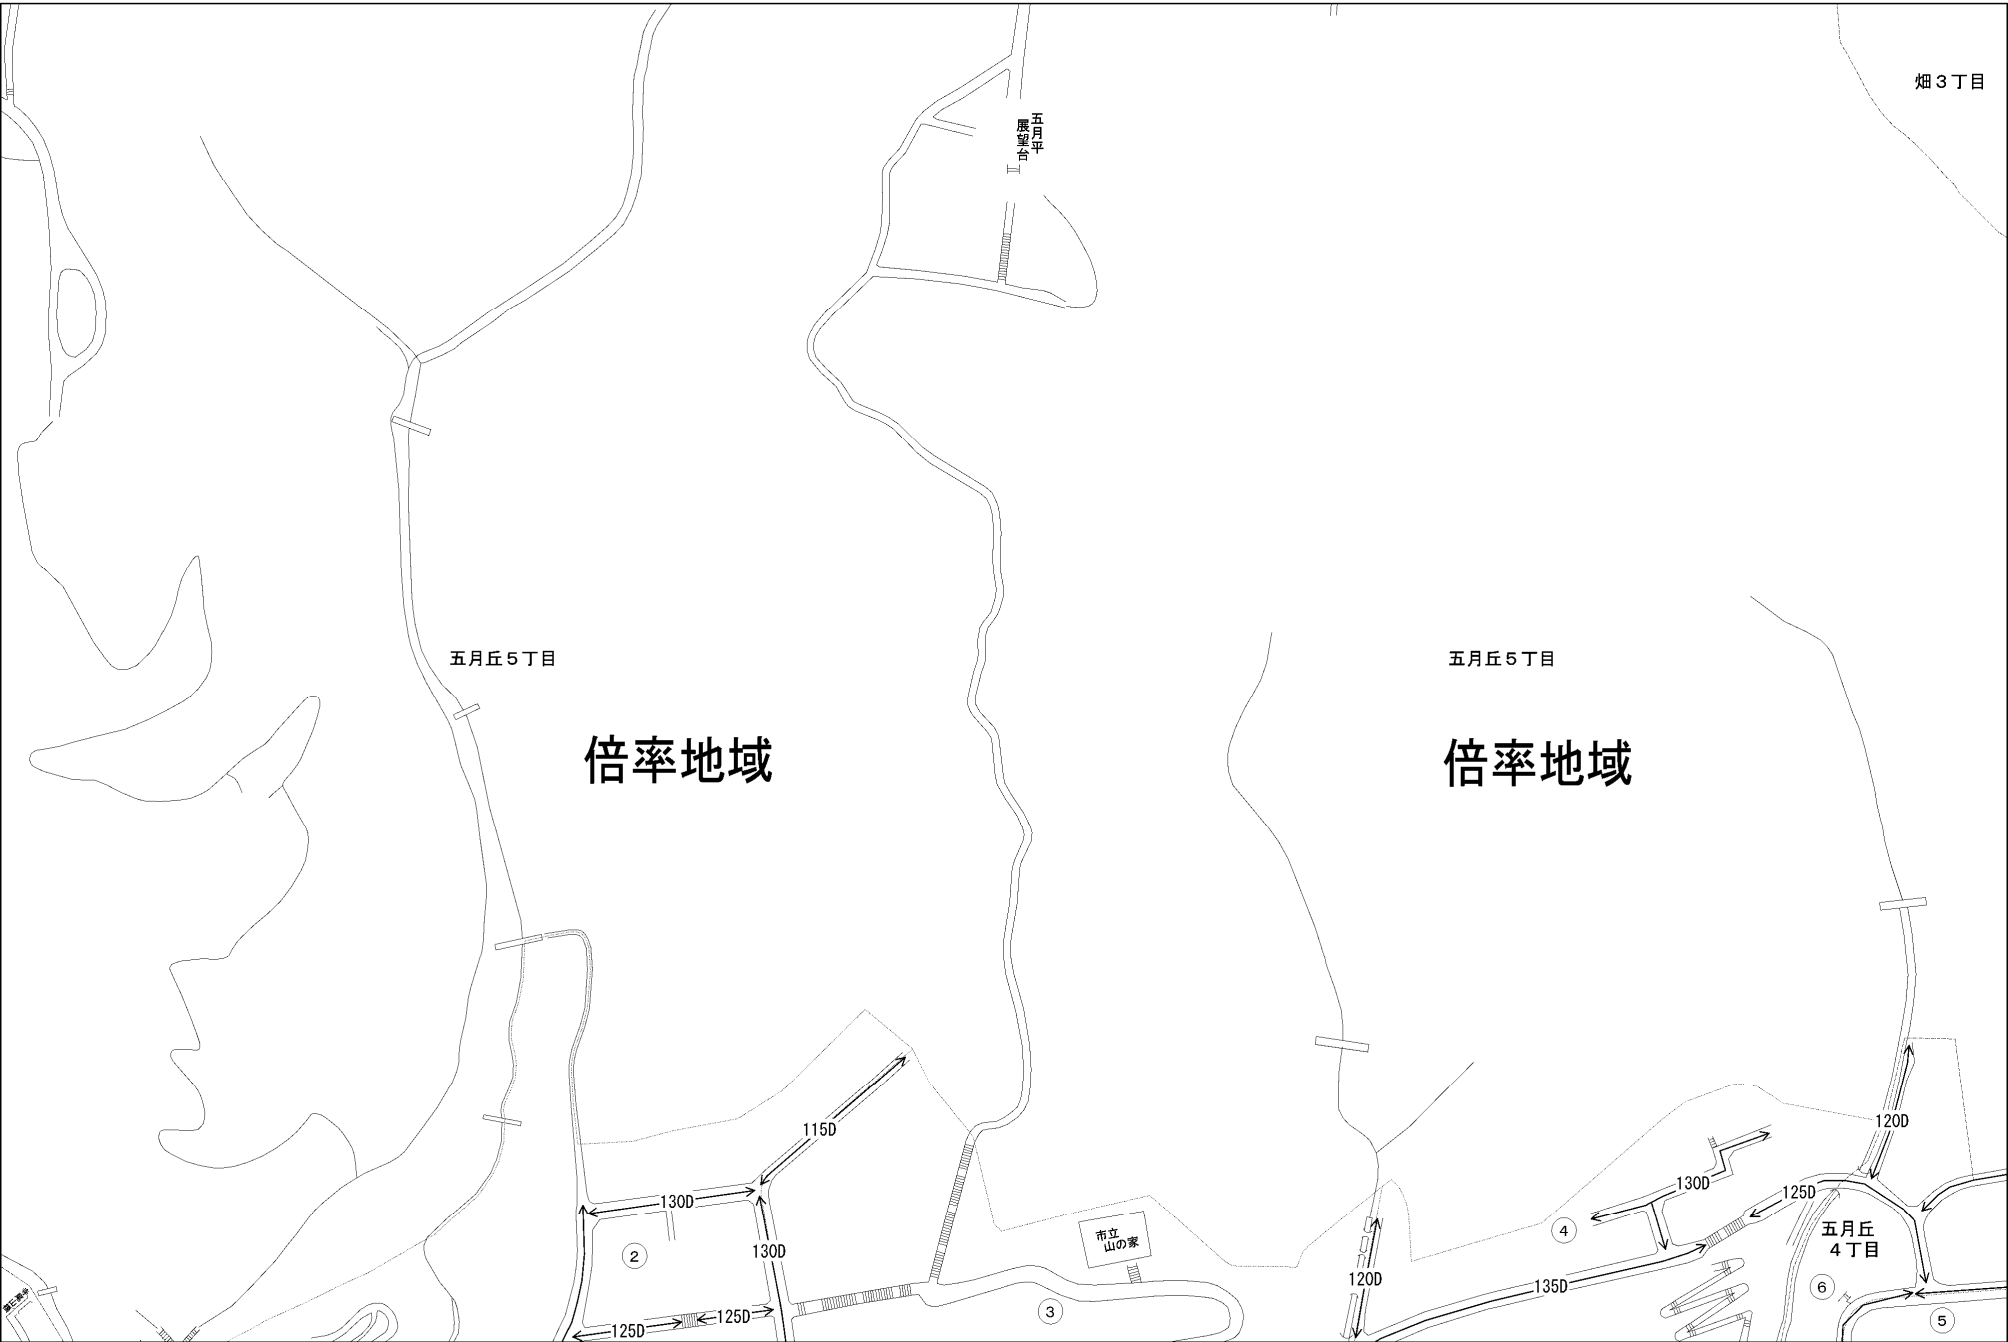 畑３丁目
五月平
展望台
五月丘５丁目
五月丘５丁目
倍率地域
倍率地域
115D
120D
130D
130D
125D
4
2
130D
市立
山の家
五月丘
４丁目
120D
135D
6
3
125D
125D
5